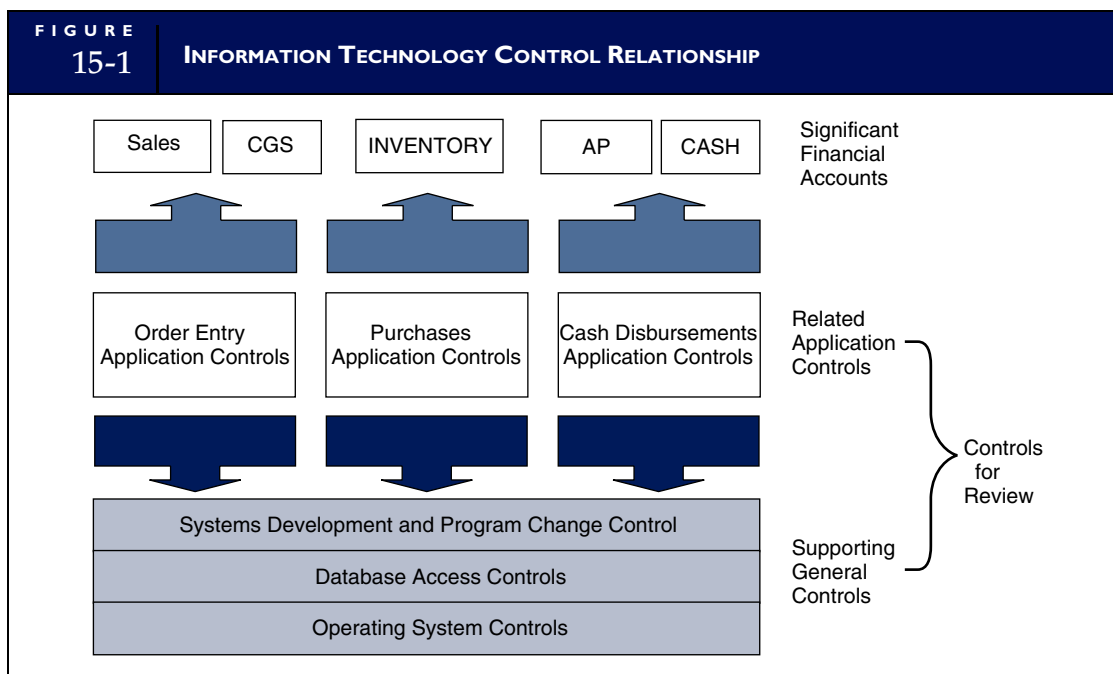 FIGURE
15-1
INFORMATION TECHNOLOGY CONTROL RELATIONSHIP
Sales
CGS
INVENTORY
AP
CASH
Significant
Financial
Accounts
Order Entry
Application Controls
Purchases
Application Controls
Cash Disbursements
Application Controls
Related
Application
Controls
Controls
for
Review
Systems Development and Program Change Control
Database Access Controls
Operating System Controls
Supporting
General
Controls